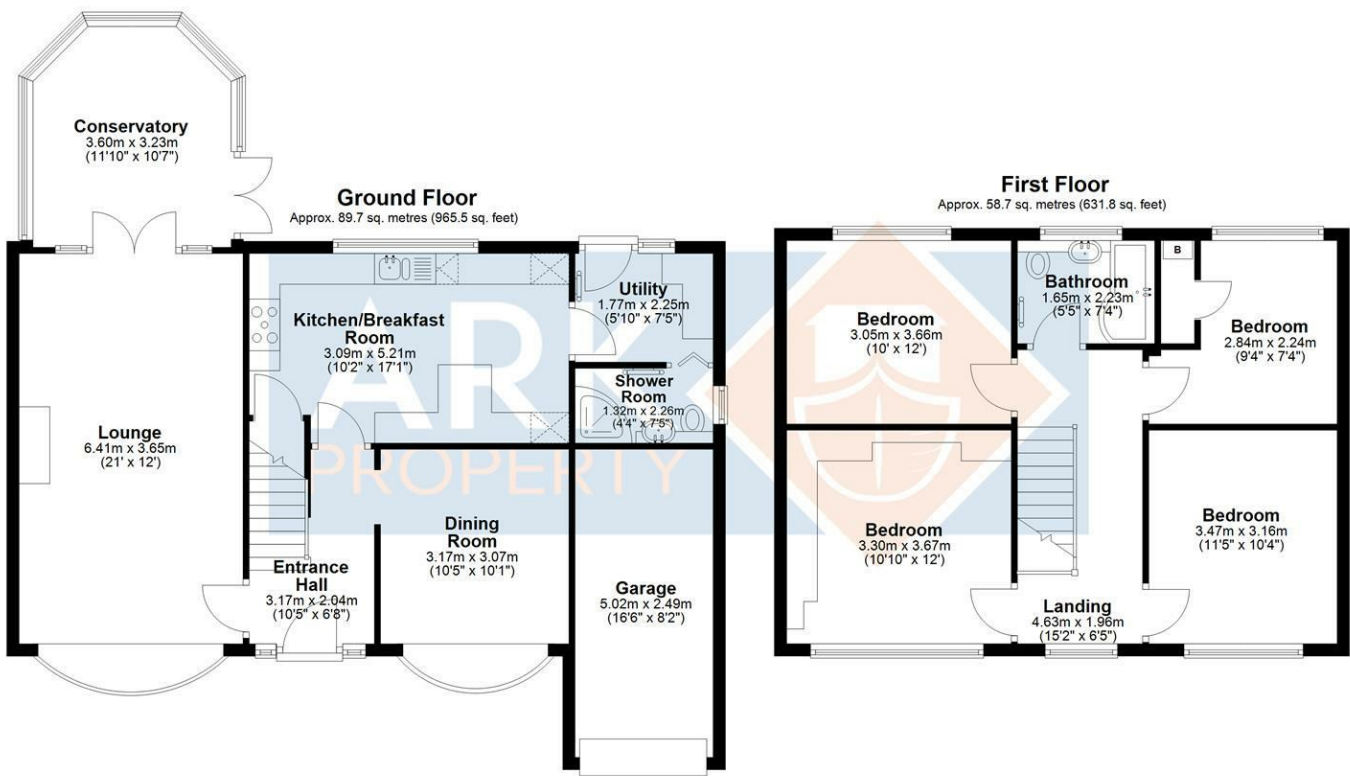 Conservatory
3.60m x 3.23m
(11'10" x 10'7")
Ground Floor
Approx. 89.7 sq. metres (965.5 sq. feet)
Kitchen/Breakfast
Room
3.09m x 5.21m
(10'2" x 17'1")
Utility
1.77m x 2.25m
(5'10" x 7'5")
Shower
Room
1.32m x 2.26m
(4'4" x 7'5")
Lounge
6.41m x 3.65m
(21' x 12')
Entrance
Hall
3.17m x 2.04m
(10'5" x 6'8")
Dining
Room
3.17m x 3.07m
(10'5" x 10'1")
Garage
5.02m x 2.49m
(16'6" x 8'2")
First Floor
Approx. 58.7 sq. metres (631.8 sq. feet)
Bedroom
3.05m x 3.66m
(10' x 12')
Bathroom
1.65m x 2.23m
(5'5" x 7'4")
B
Bedroom
2.84m x 2.24m
(9'4" x 7'4")
Bedroom
3.30m x 3.67m
(10'10" x 12')
Bedroom
3.47m x 3.16m
(11'5" x 10'4")
Landing
4.63m x 1.96m
(15'2" x 6'5")
ARK
PROPERTY